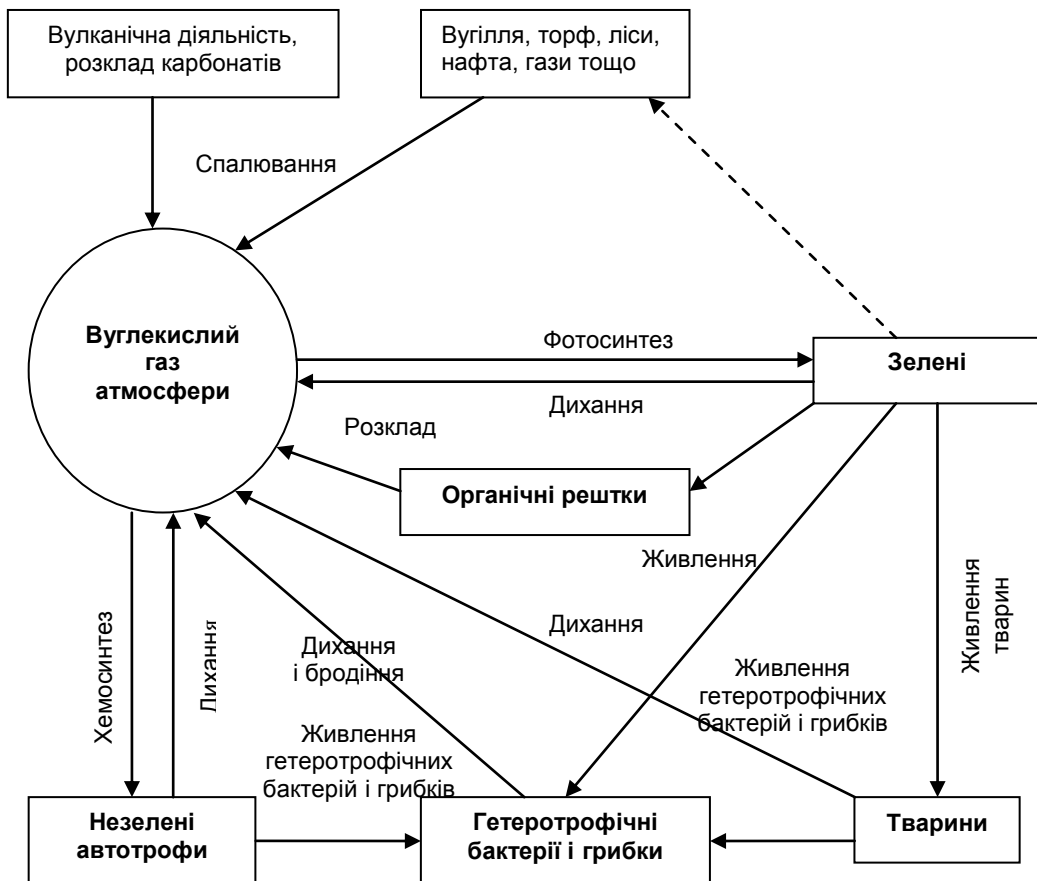 Вулканічна діяльність,
розклад карбонатів
Вугілля, торф, ліси,
нафта, гази тощо
Спалювання
Вуглекислий
газ
атмосфери
Фотосинтез
Зелені
Дихання
Розклад
Органічні рештки
Живлення
Живлення
тварин
Хемосинтез
Дихання
Дихання
і бродіння
Дихання
Живлення
гетеротрофічних
бактерій і грибків
Живлення
гетеротрофічних
бактерій і грибків
Незелені
автотрофи
Гетеротрофічні
бактерії і грибки
Тварини